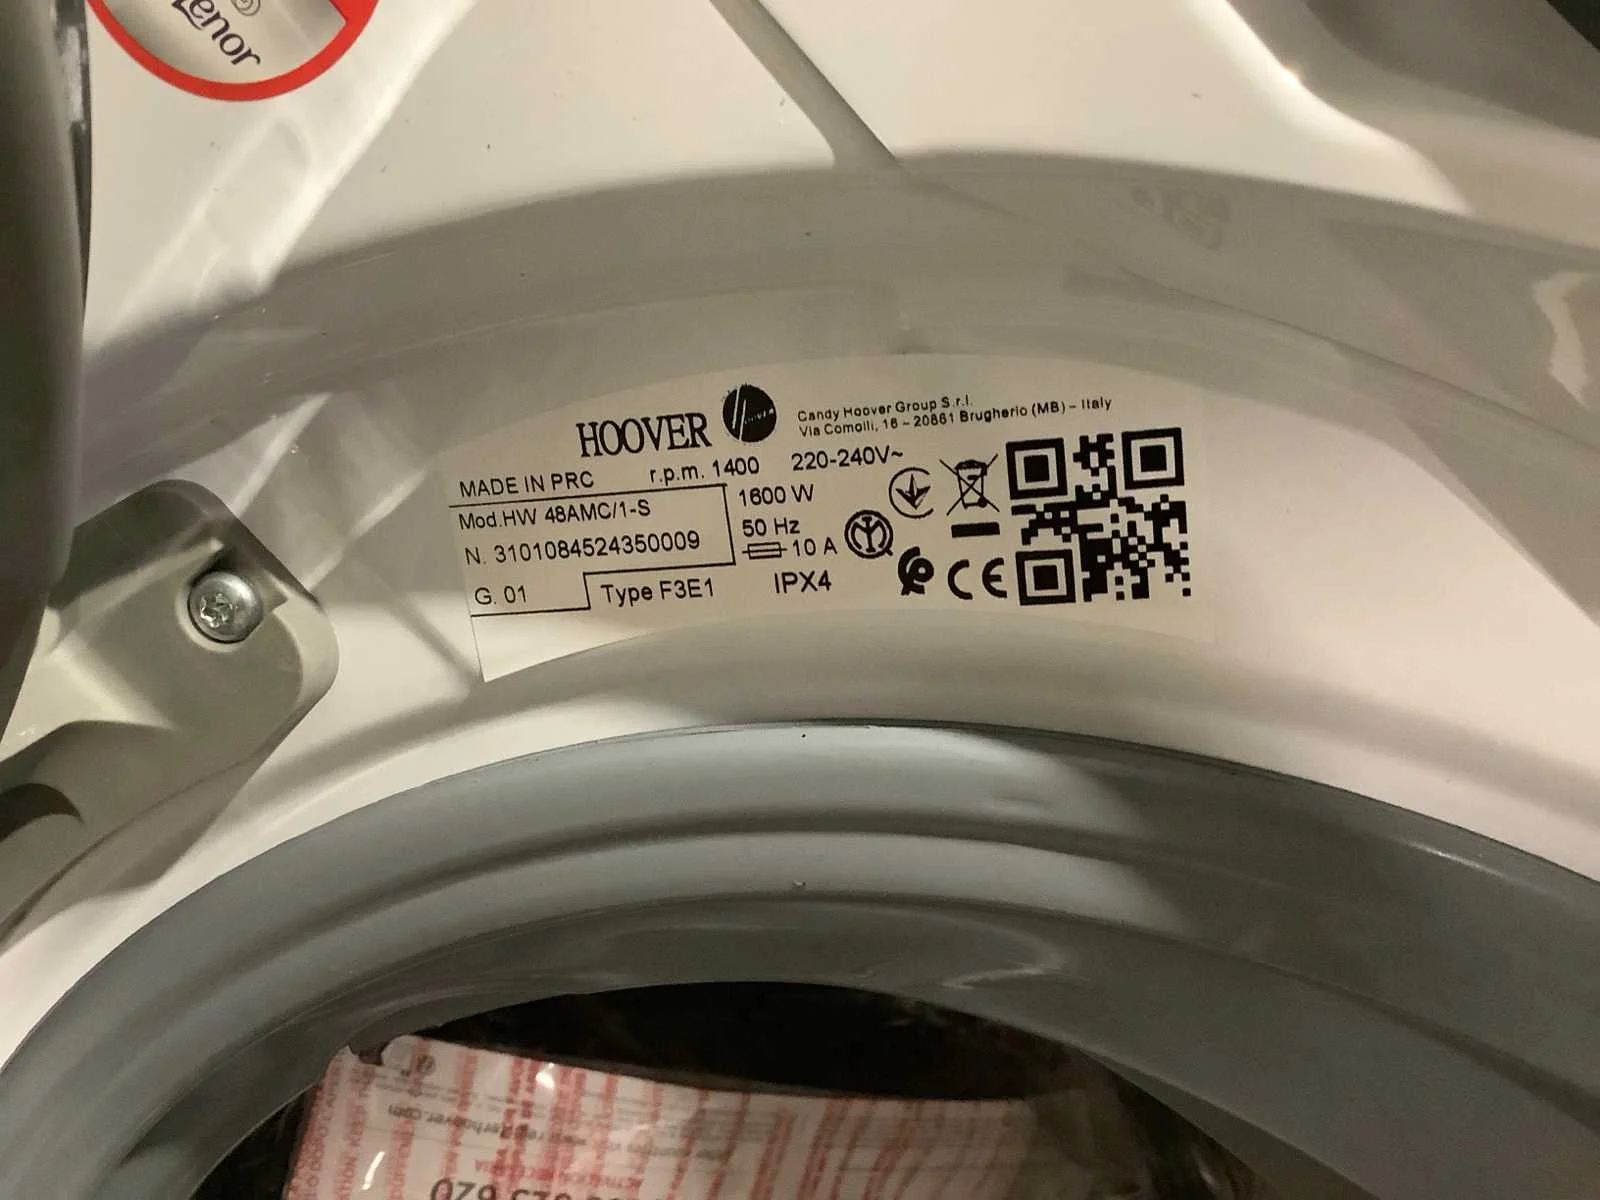 Lenor
HOOVER
Candy Hoover Group S.r.l.
Via Comolli, 16 – 20861 Brugherio (MB) – Italy
MADE IN PRC r.p.m. 1400 220-240V~
Mod.HW 48AMC/1-S 1600 W
N. 3101084524350009 50 Hz
10 A
G. 01 Type F3E1 IPX4
CE